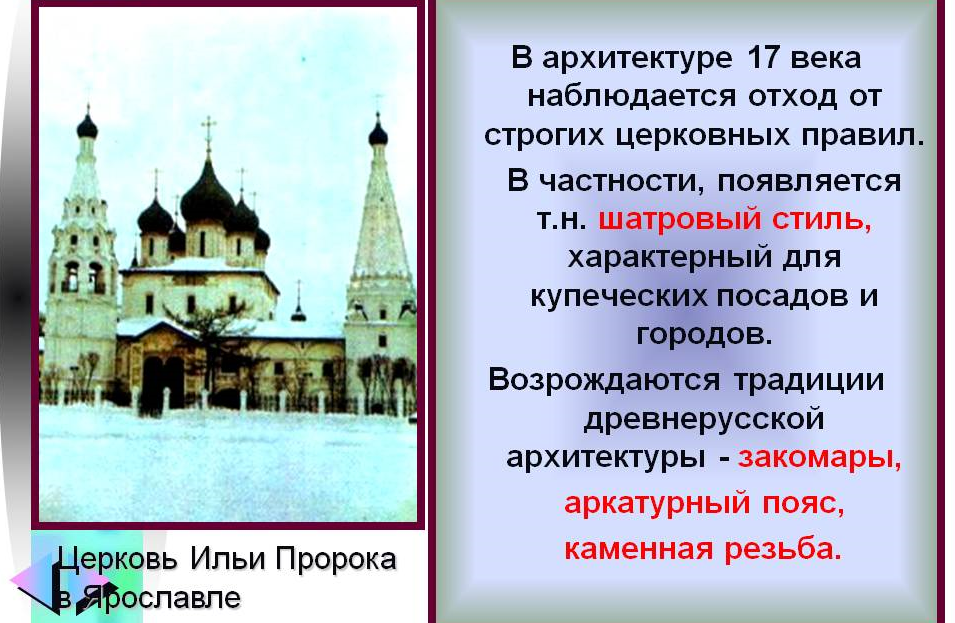 В архитектуре 17 века
наблюдается отход от
строгих церковных правил.
В частности, появляется
т.н. шатровый стиль,
характерный для
купеческих посадов и
городов.
Возрождаются традиции
древнерусской
архитектуры - закомары,
аркатурный пояс,
каменная резьба.
Церковь Ильи Пророка
в Ярославле